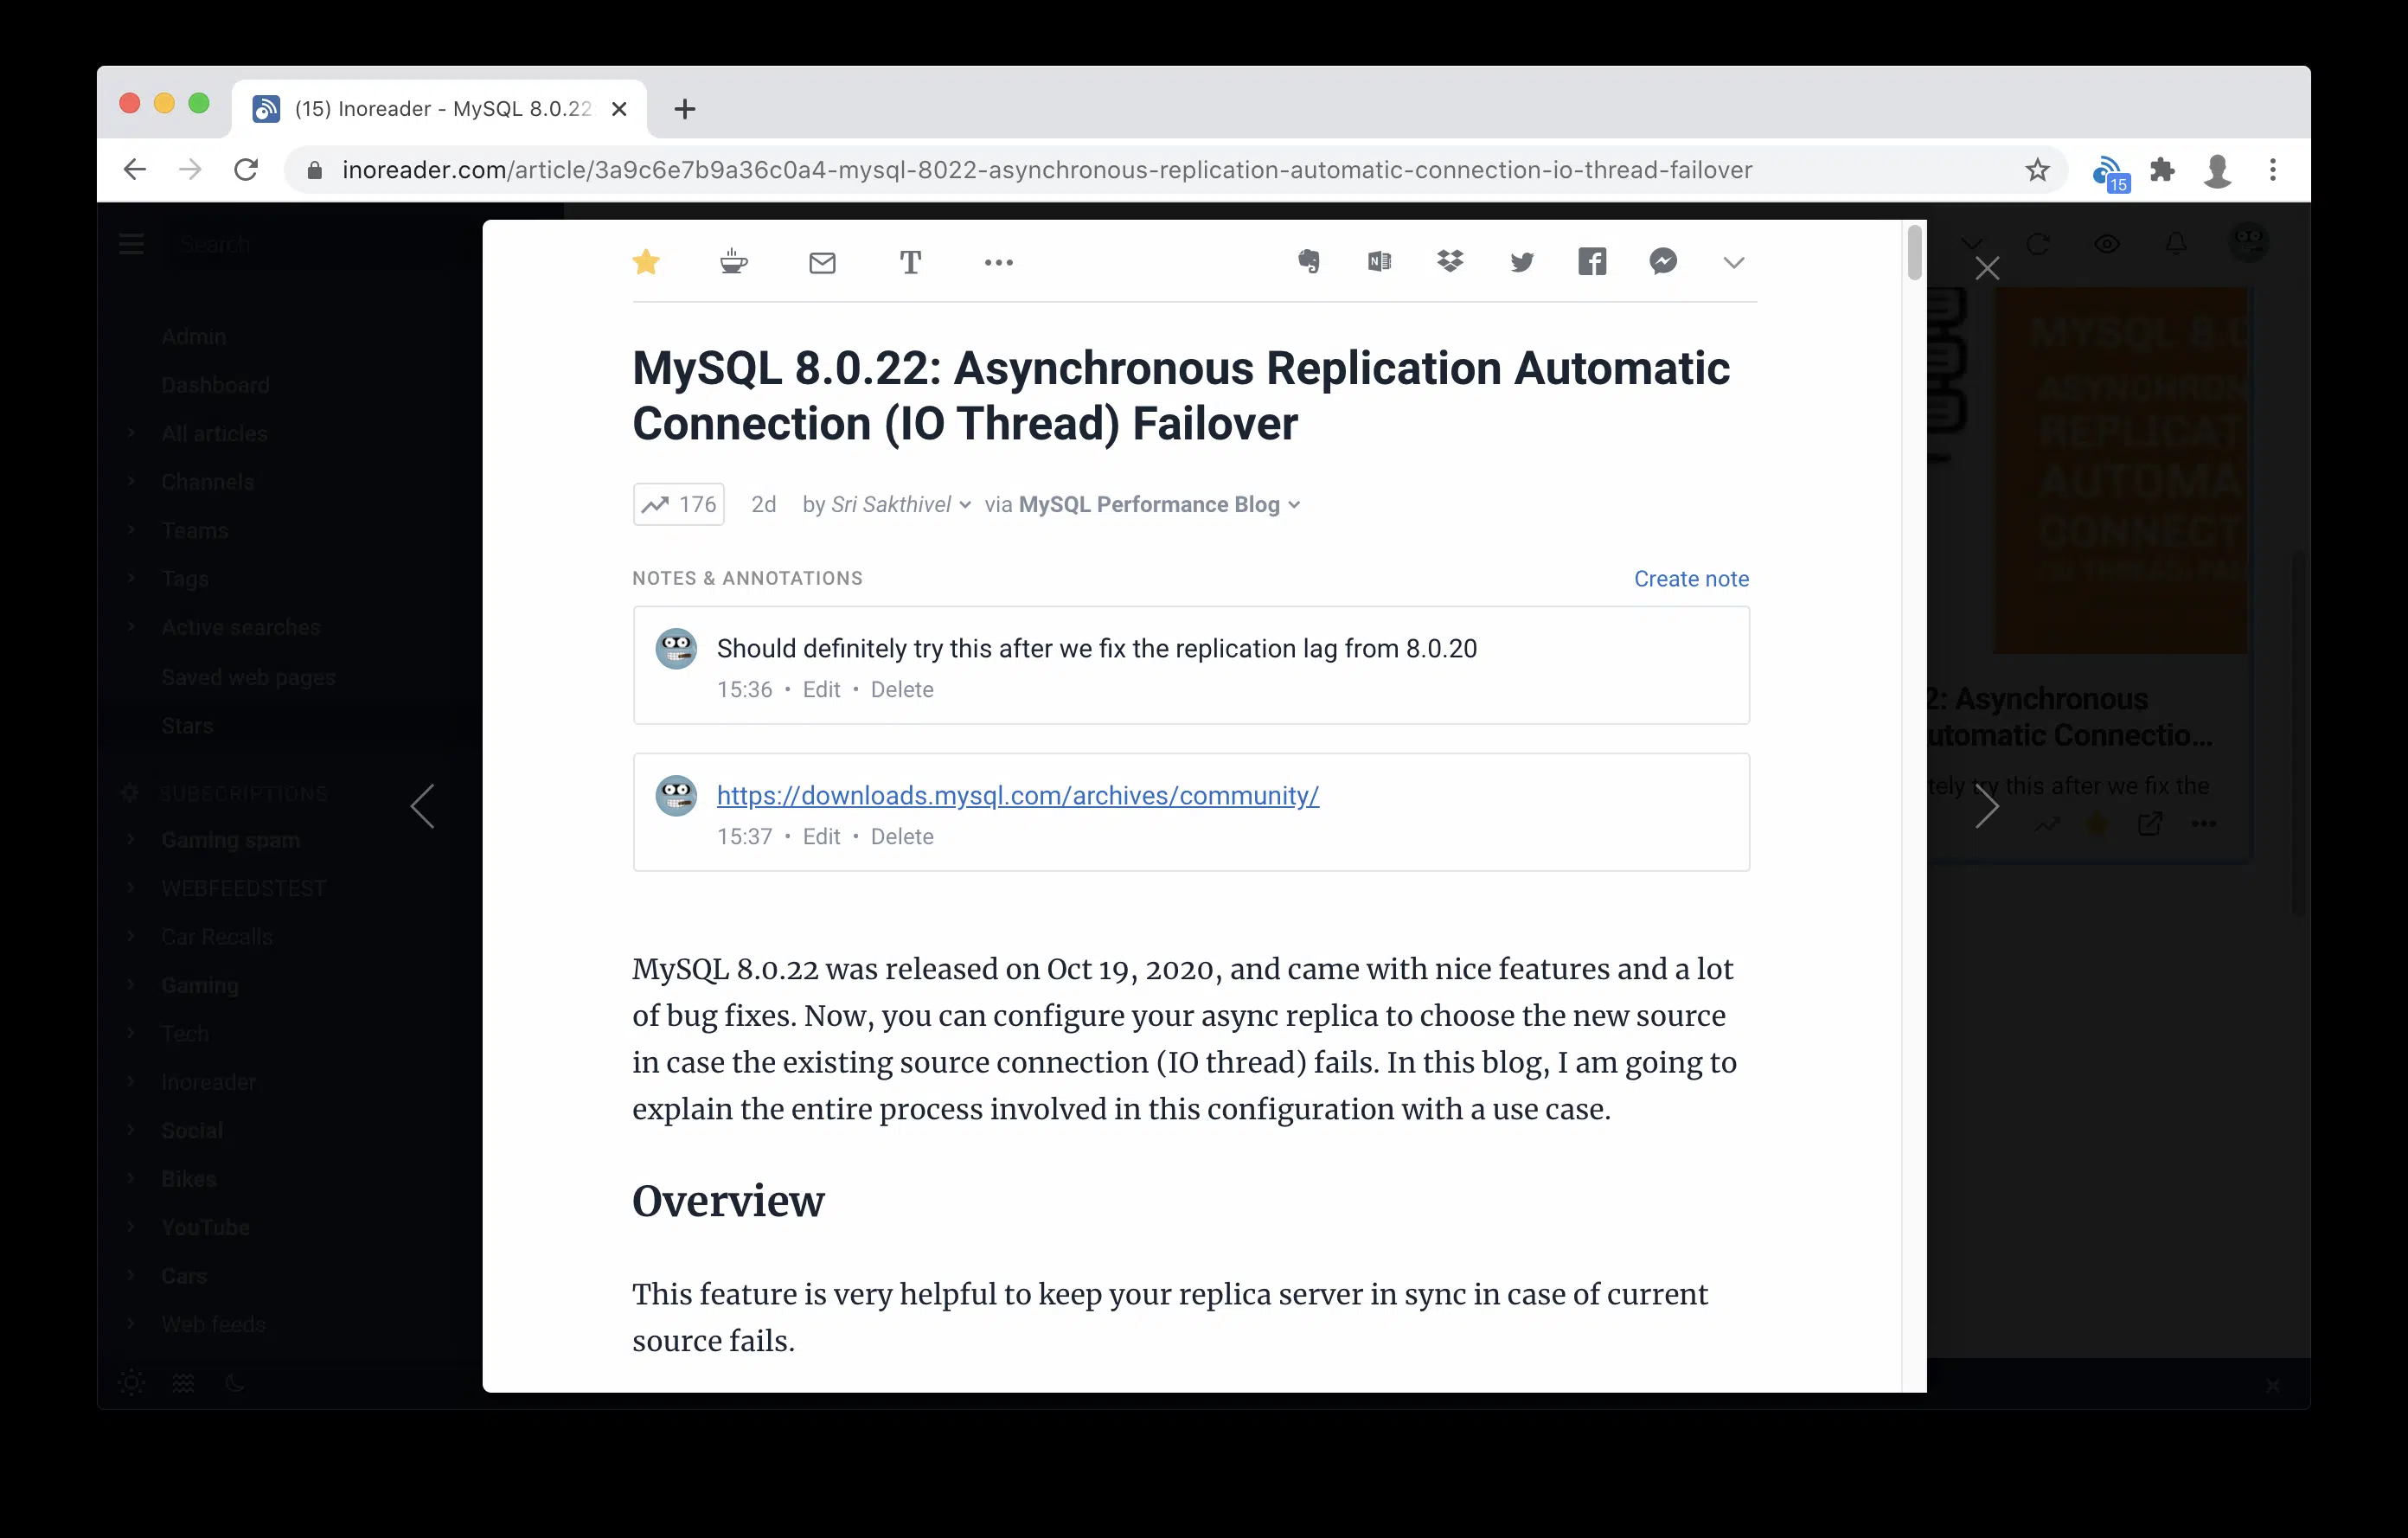 (15) Inoreader - MySQL 8.0.22
inoreader.com/article/3a9c6e7b9a36c0a4-mysql-8022-asynchronous-replication-automatic-connection-io-thread-failover
15
Search
Admin
Dashboard
All articles
Channels
Teams
Tags
Active searches
Saved web pages
Stars
SUBSCRIPTIONS
Gaming spam
WEBFEEDSTEST
Car Recalls
Gaming
Tech
Inoreader
Social
Bikes
YouTube
Cars
Web feeds
MySQL 8.0.22: Asynchronous Replication Automatic
Connection (IO Thread) Failover
176 2d by Sri Sakthivel via MySQL Performance Blog
NOTES & ANNOTATIONS Create note
Should definitely try this after we fix the replication lag from 8.0.20
15:36 • Edit • Delete
https://downloads.mysql.com/archives/community/
15:37 • Edit • Delete
MySQL 8.0.22 was released on Oct 19, 2020, and came with nice features and a lot
of bug fixes. Now, you can configure your async replica to choose the new source
in case the existing source connection (IO thread) fails. In this blog, I am going to
explain the entire process involved in this configuration with a use case.
Overview
This feature is very helpful to keep your replica server in sync in case of current
source fails.
MYSQL 8.0
ASYNCHRON
REPLICAT
AUTOMA
CONNECT
2: Asynchronous
utomatic Connectio...
tely try this after we fix the